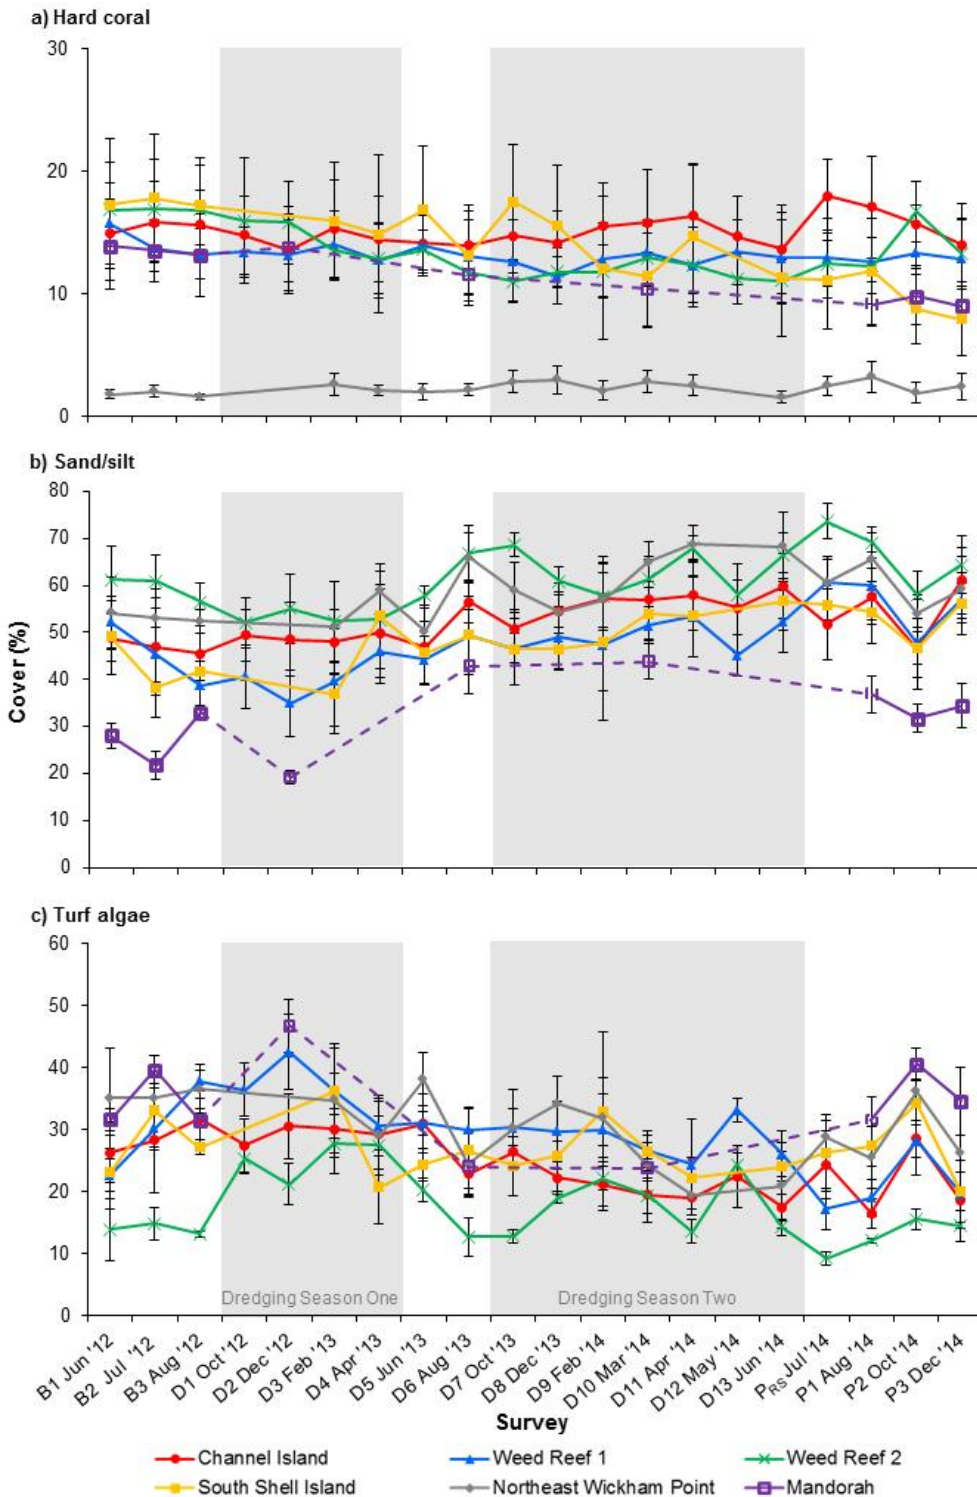 a) Hard coral
30
20
10
0
b) Sand/silt
80
70
60
50
40
30
20
10
0
Cover (%)
c) Turf algae
60
50
40
30
20
10
0
Dredging Season One
Dredging Season Two
B1 Jun '12
B2 Jul '12
B3 Aug '12
D1 Oct '12
D2 Dec '12
D3 Feb '13
D4 Apr '13
D5 Jun '13
D6 Aug '13
D7 Oct '13
D8 Dec '13
D9 Feb '14
D10 Mar '14
D11 Apr '14
D12 May '14
D13 Jun '14
PRS Jul '14
P1 Aug '14
P2 Oct '14
P3 Dec '14
Survey
Channel Island
Weed Reef 1
Weed Reef 2
South Shell Island
Northeast Wickham Point
Mandorah